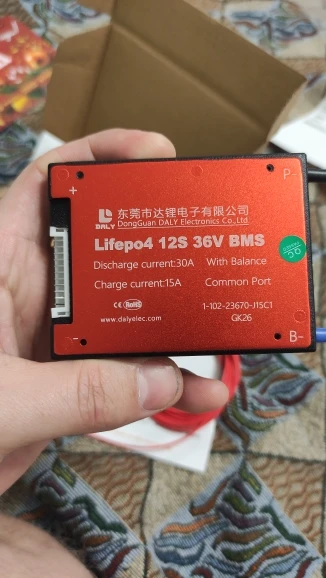 +
P-
DALY
东莞市达锂电子有限公司
DongGuan DALY Electronics Co.,Ltd.
Lifepo4 12S 36V BMS
Discharge current:30A With Balance
Charge current:15A Common Port
CE RoHS
1-102-23670-J15C1
www.dalyelec.com
GK26
-
B-